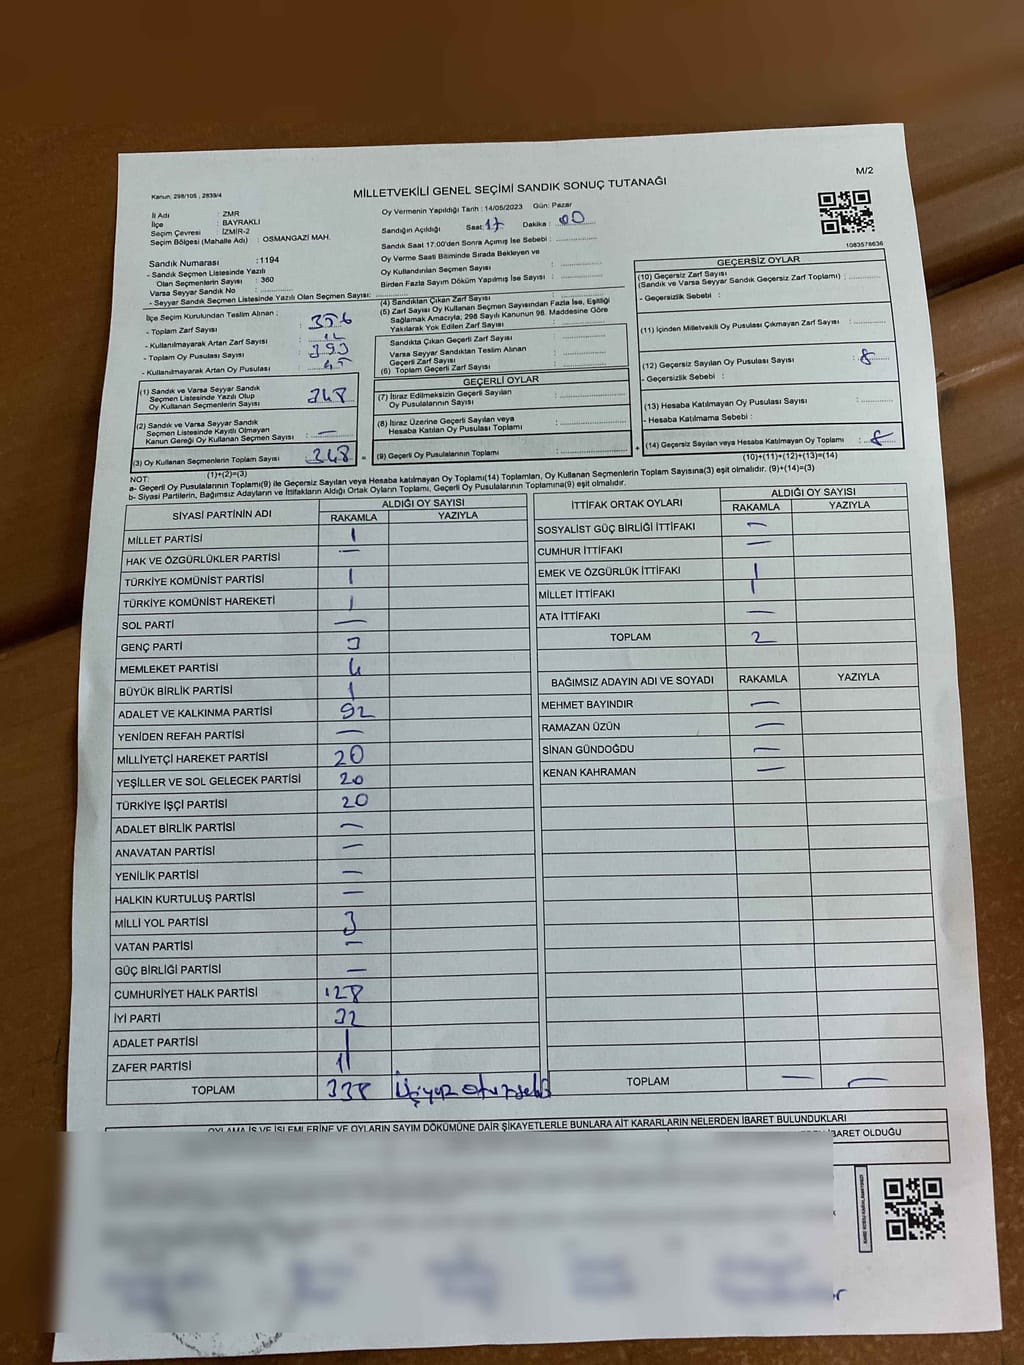 M/2
Kanun, 298/105 , 2839/4
MİLLETVEKİLİ GENEL SEÇİMİ SANDIK SONUÇ TUTANAĞI
İl Adı : ZMR
İlçe : BAYRAKLI
Seçim Çevresi : İZMİR-2
Seçim Bölgesi (Mahalle Adı) : OSMANGAZİ MAH.
Sandık Numarası :1194
- Sandık Seçmen Listesinde Yazılı
Olan Seçmenlerin Sayısı : 360
Varsa Seyyar Sandık No :
- Seyyar Sandık Seçmen Listesinde Yazılı Olan Seçmen Sayısı:
İlçe Seçim Kurulundan Teslim Alınan :
- Toplam Zarf Sayısı : 356
- Kullanılmayarak Artan Zarf Sayısı :
- Toplam Oy Pusulası Sayısı : 393
- Kullanılmayarak Artan Oy Pusulası : 45
(1) Sandık ve Varsa Seyyar Sandık
Seçmen Listesinde Yazılı Olup
Oy Kullanan Seçmenlerin Sayısı : 348
(2) Sandık ve Varsa Seyyar Sandık
Seçmen Listesinde Kayıtlı Olmayan
Kanun Gereği Oy Kullanan Seçmen Sayısı : —
(3) Oy Kullanan Seçmenlerin Toplam Sayısı : 348
(1)+(2)=(3)
Oy Vermenin Yapıldığı Tarih : 14/05/2023 Gün: Pazar
Sandığın Açıldığı Saat: 17 Dakika : 00
Sandık Saat 17.00'den Sonra Açımış İse Sebebi :
Oy Verme Saati Bitiminde Sırada Bekleyen ve
Oy Kullandırılan Seçmen Sayısı :
Birden Fazla Sayım Döküm Yapılmış İse Sayısı :
(4) Sandıktan Çıkan Zarf Sayısı :
(5) Zarf Sayısı Oy Kullanan Seçmen Sayısından Fazla İse, Eşitliği
Sağlamak Amacıyla; 298 Sayılı Kanunun 98. Maddesine Göre
Yakılarak Yok Edilen Zarf Sayısı :
Sandıkta Çıkan Geçerli Zarf Sayısı :
Varsa Seyyar Sandıktan Teslim Alınan
Geçerli Zarf Sayısı :
(6) Toplam Geçerli Zarf Sayısı :
GEÇERLİ OYLAR
(7) İtiraz Edilmeksizin Geçerli Sayılan
Oy Pusulalarının Sayısı :
(8) İtiraz Üzerine Geçerli Sayılan veya
Hesaba Katılan Oy Pusulası Toplamı :
= (9) Geçerli Oy Pusulalarının Toplamı :
1083578636
GEÇERSİZ OYLAR
(10) Geçersiz Zarf Sayısı
(Sandık ve Varsa Seyyar Sandık Geçersiz Zarf Toplamı) :
- Geçersizlik Sebebi :
(11) İçinden Milletvekili Oy Pusulası Çıkmayan Zarf Sayısı :
(12) Geçersiz Sayılan Oy Pusulası Sayısı : 8
- Geçersizlik Sebebi :
(13) Hesaba Katılmayan Oy Pusulası Sayısı :
- Hesaba Katılmama Sebebi :
+ (14) Geçersiz Sayılan veya Hesaba Katılmayan Oy Toplamı : 8
(10)+(11)+(12)+(13)=(14)
NOT:
a- Geçerli Oy Pusulalarının Toplamı(9) ile Geçersiz Sayılan veya Hesaba katılmayan Oy Toplamı(14) Toplamları, Oy Kullanan Seçmenlerin Toplam Sayısına(3) eşit olmalıdır. (9)+(14)=(3)
b- Siyasi Partilerin, Bağımsız Adayların ve İttifakların Aldığı Ortak Oyların Toplamı, Geçerli Oy Pusulalarının Toplamına(9) eşit olmalıdır.
SİYASİ PARTİNİN ADI ALDIĞI OY SAYISI
RAKAMLA YAZIYLA
MİLLET PARTİSİ 1
HAK VE ÖZGÜRLÜKLER PARTİSİ —
TÜRKİYE KOMÜNİST PARTİSİ 1
TÜRKİYE KOMÜNİST HAREKETİ 1
SOL PARTİ —
GENÇ PARTİ 3
MEMLEKET PARTİSİ 4
BÜYÜK BİRLİK PARTİSİ 1
ADALET VE KALKINMA PARTİSİ 92
YENİDEN REFAH PARTİSİ —
MİLLİYETÇİ HAREKET PARTİSİ 20
YEŞİLLER VE SOL GELECEK PARTİSİ 20
TÜRKİYE İŞÇİ PARTİSİ 20
ADALET BİRLİK PARTİSİ —
ANAVATAN PARTİSİ —
YENİLİK PARTİSİ —
HALKIN KURTULUŞ PARTİSİ —
MİLLİ YOL PARTİSİ 3
VATAN PARTİSİ —
GÜÇ BİRLİĞİ PARTİSİ —
CUMHURİYET HALK PARTİSİ 128
İYİ PARTİ 32
ADALET PARTİSİ |
ZAFER PARTİSİ 11
TOPLAM 338 Üçyüz otuzsekiz
İTTİFAK ORTAK OYLARI ALDIĞI OY SAYISI
RAKAMLA YAZIYLA
SOSYALİST GÜÇ BİRLİĞİ İTTİFAKI —
CUMHUR İTTİFAKI —
EMEK VE ÖZGÜRLÜK İTTİFAKI 1
MİLLET İTTİFAKI 1
ATA İTTİFAKI —
TOPLAM 2
BAĞIMSIZ ADAYIN ADI VE SOYADI RAKAMLA YAZIYLA
MEHMET BAYINDIR —
RAMAZAN ÜZÜN —
SİNAN GÜNDOĞDU —
KENAN KAHRAMAN —
TOPLAM — —
OYLAMA İŞ VE İŞLEMLERİNE VE OYLARIN SAYIM DÖKÜMÜNE DAİR ŞİKAYETLERLE BUNLARA AİT KARARLARIN NELERDEN İBARET BULUNDUKLARI
İBARET OLDUĞU